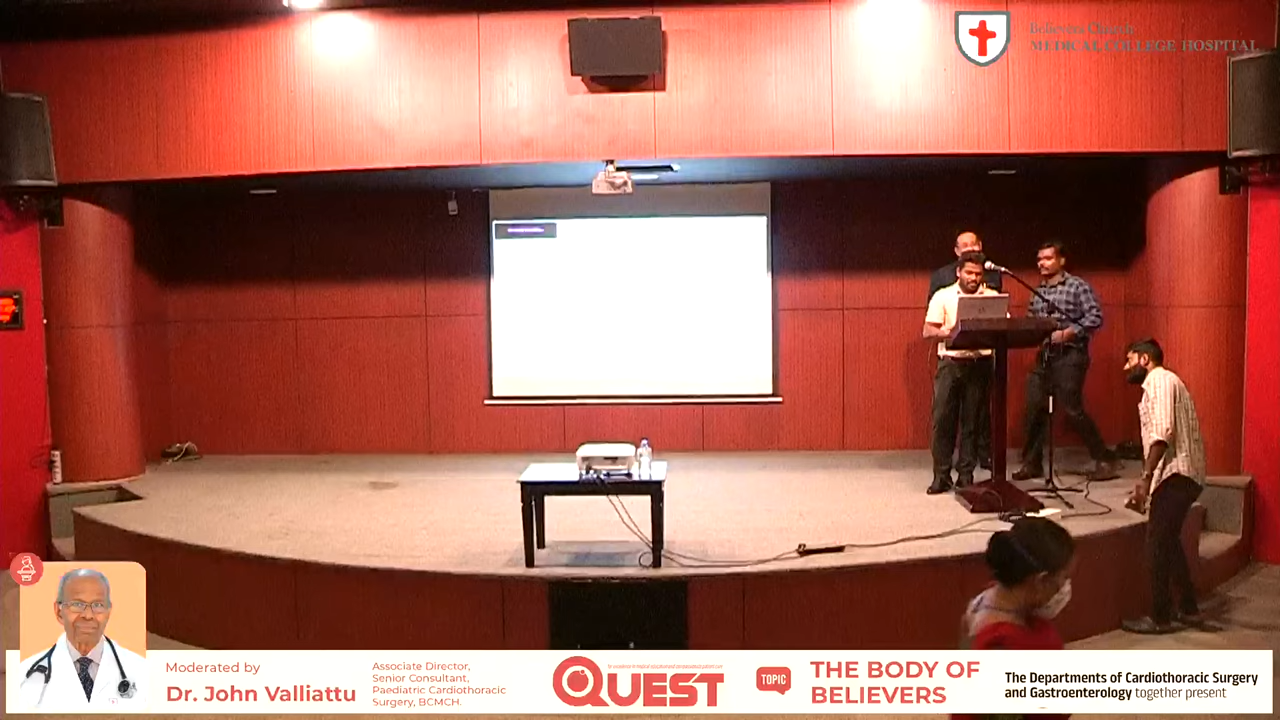 Believers Church
MEDICAL COLLEGE HOSPITAL
Moderated by
Dr. John Valliattu
Associate Director,
Senior Consultant,
Paediatric Cardiothoracic
Surgery, BCMCH.
QUEST
TOPIC
THE BODY OF
BELIEVERS
The Departments of Cardiothoracic Surgery
and Gastroenterology together present